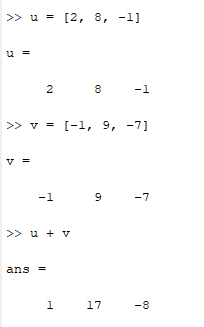 >> u = [2, 8, -1]
u =
2 8 -1
>> v = [-1, 9, -7]
v =
-1 9 -7
>> u + v
ans =
1 17 -8